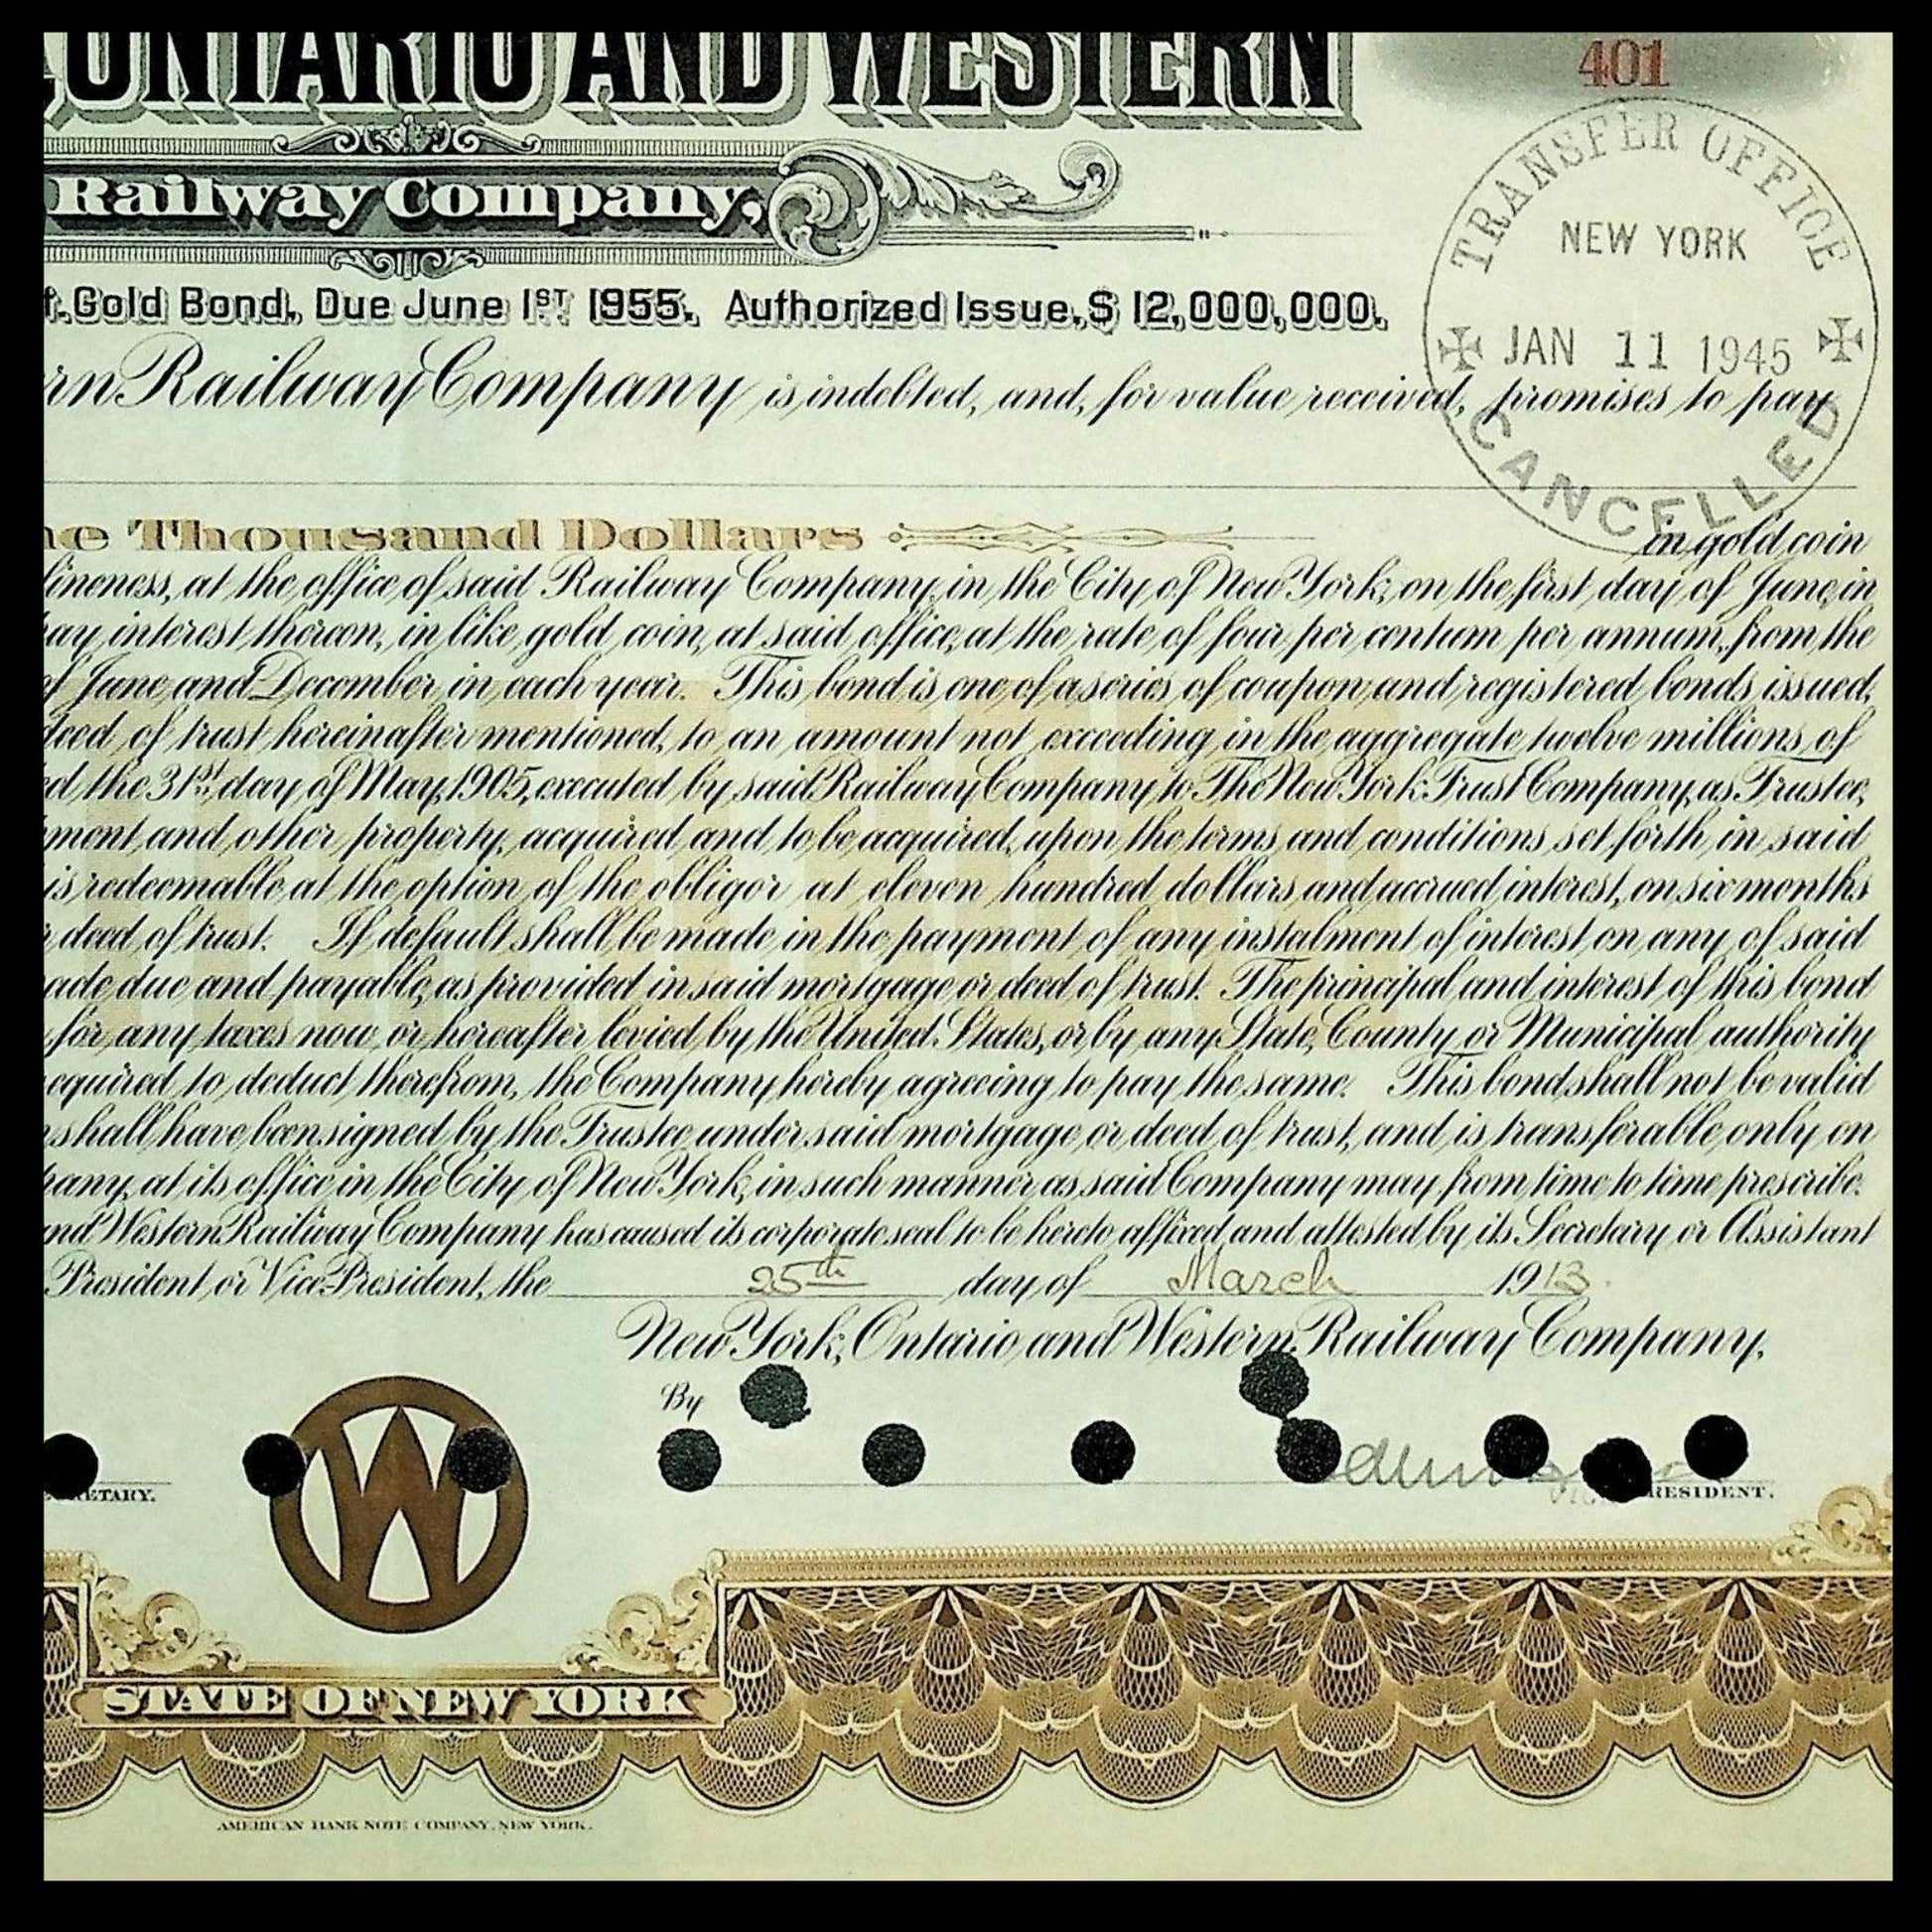 ONTARIO AND WESTERN
401
Railway Company,
TRANSFER OFFICE
NEW YORK
JAN 11 1945
CANCELLED
t. Gold Bond, Due June 1ST 1955. Authorized Issue, $12,000,000.
rn Railway Company is indebted, and, for value received, promises to pay
ne Thousand Dollars in gold coin
fineness, at the office of said Railway Company, in the City of New York, on the first day of June, in
ay interest thereon, in like gold coin, at said office, at the rate of four per centum per annum, from the
of June and December in each year. This bond is one of a series of coupon and registered bonds issued,
deed of trust hereinafter mentioned, to an amount not exceeding in the aggregate twelve millions of
ed the 31st day of May, 1905, executed by said Railway Company to The New York Trust Company, as Trustee,
ment and other property, acquired and to be acquired, upon the terms and conditions set forth in said
is redeemable at the option of the obligor at eleven hundred dollars and accrued interest, on six months
r deed of trust. If default shall be made in the payment of any instalment of interest on any of said
ade due and payable, as provided in said mortgage or deed of trust. The principal and interest of this bond
for any taxes now or hereafter levied by the United States, or by any State, County or Municipal authority
equired to deduct therefrom, the Company hereby agreeing to pay the same. This bond shall not be valid
shall have been signed by the Trustee under said mortgage or deed of trust, and is transferable only on
pany, at its office in the City of New York, in such manner as said Company may from time to time prescribe.
and Western Railway Company has caused its corporate seal to be hereto affixed and attested by its Secretary or Assistant
President or Vice President, the 25th day of March 1913.
New York, Ontario and Western Railway Company,
By
RETARY.
RESIDENT.
W
STATE OF NEW YORK
AMERICAN BANK NOTE COMPANY, NEW YORK.